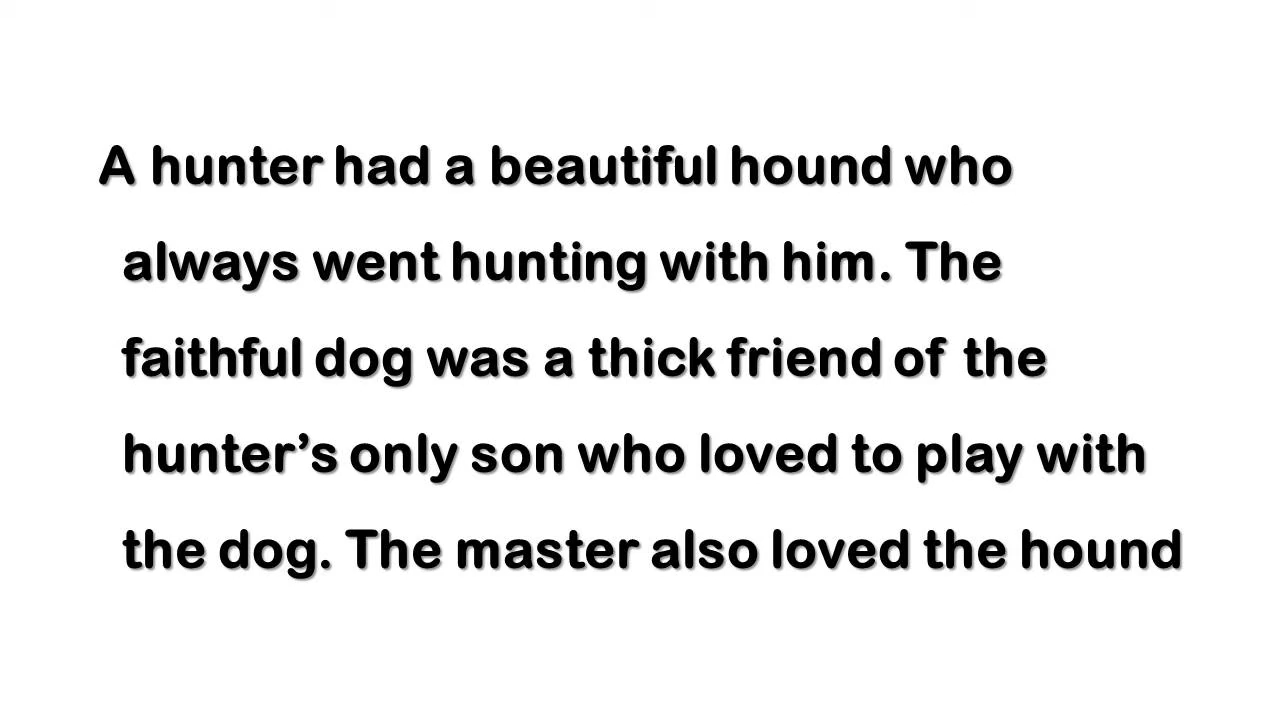 A hunter had a beautiful hound who
always went hunting with him. The
faithful dog was a thick friend of the
hunter’s only son who loved to play with
the dog. The master also loved the hound